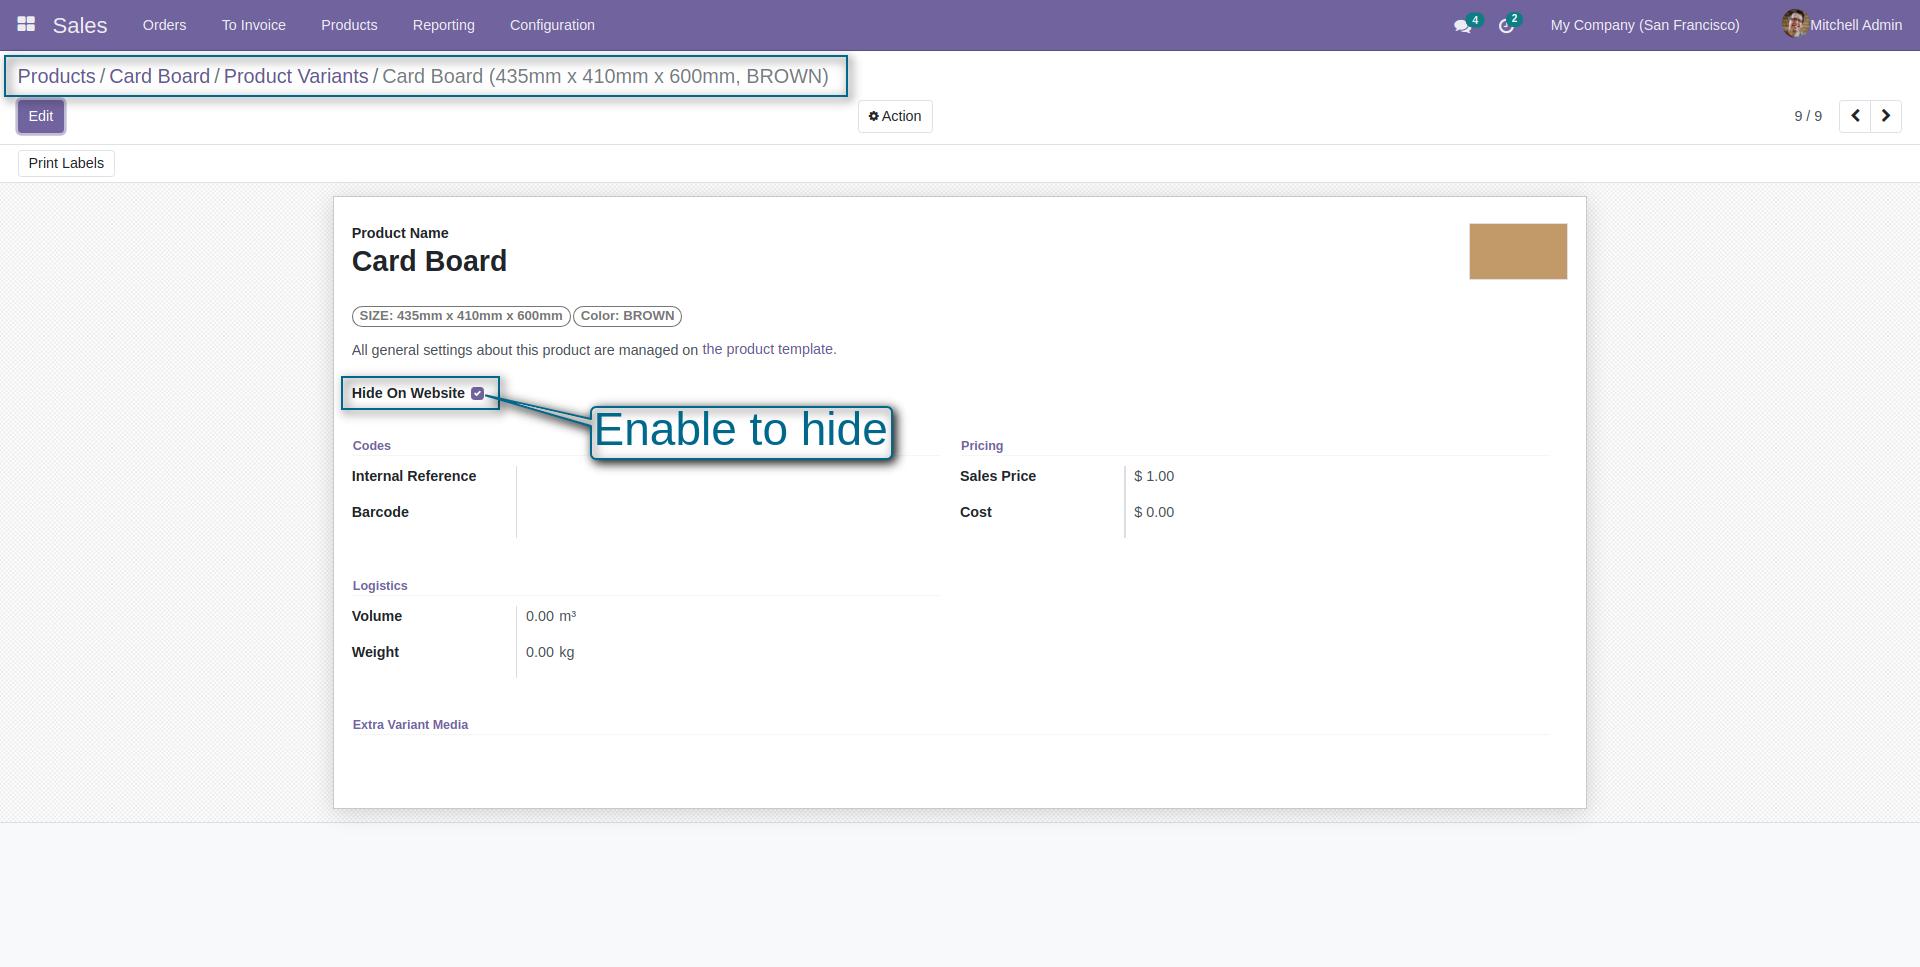 Sales Orders To Invoice Products Reporting Configuration 4 2 My Company (San Francisco) Mitchell Admin
Products / Card Board / Product Variants / Card Board (435mm x 410mm x 600mm, BROWN)
Edit Action 9 / 9
Print Labels
Product Name
Card Board
SIZE: 435mm x 410mm x 600mm Color: BROWN
All general settings about this product are managed on the product template.
Hide On Website
Enable to hide
Codes Pricing
Internal Reference Sales Price $ 1.00
Barcode Cost $ 0.00
Logistics
Volume 0.00 m³
Weight 0.00 kg
Extra Variant Media